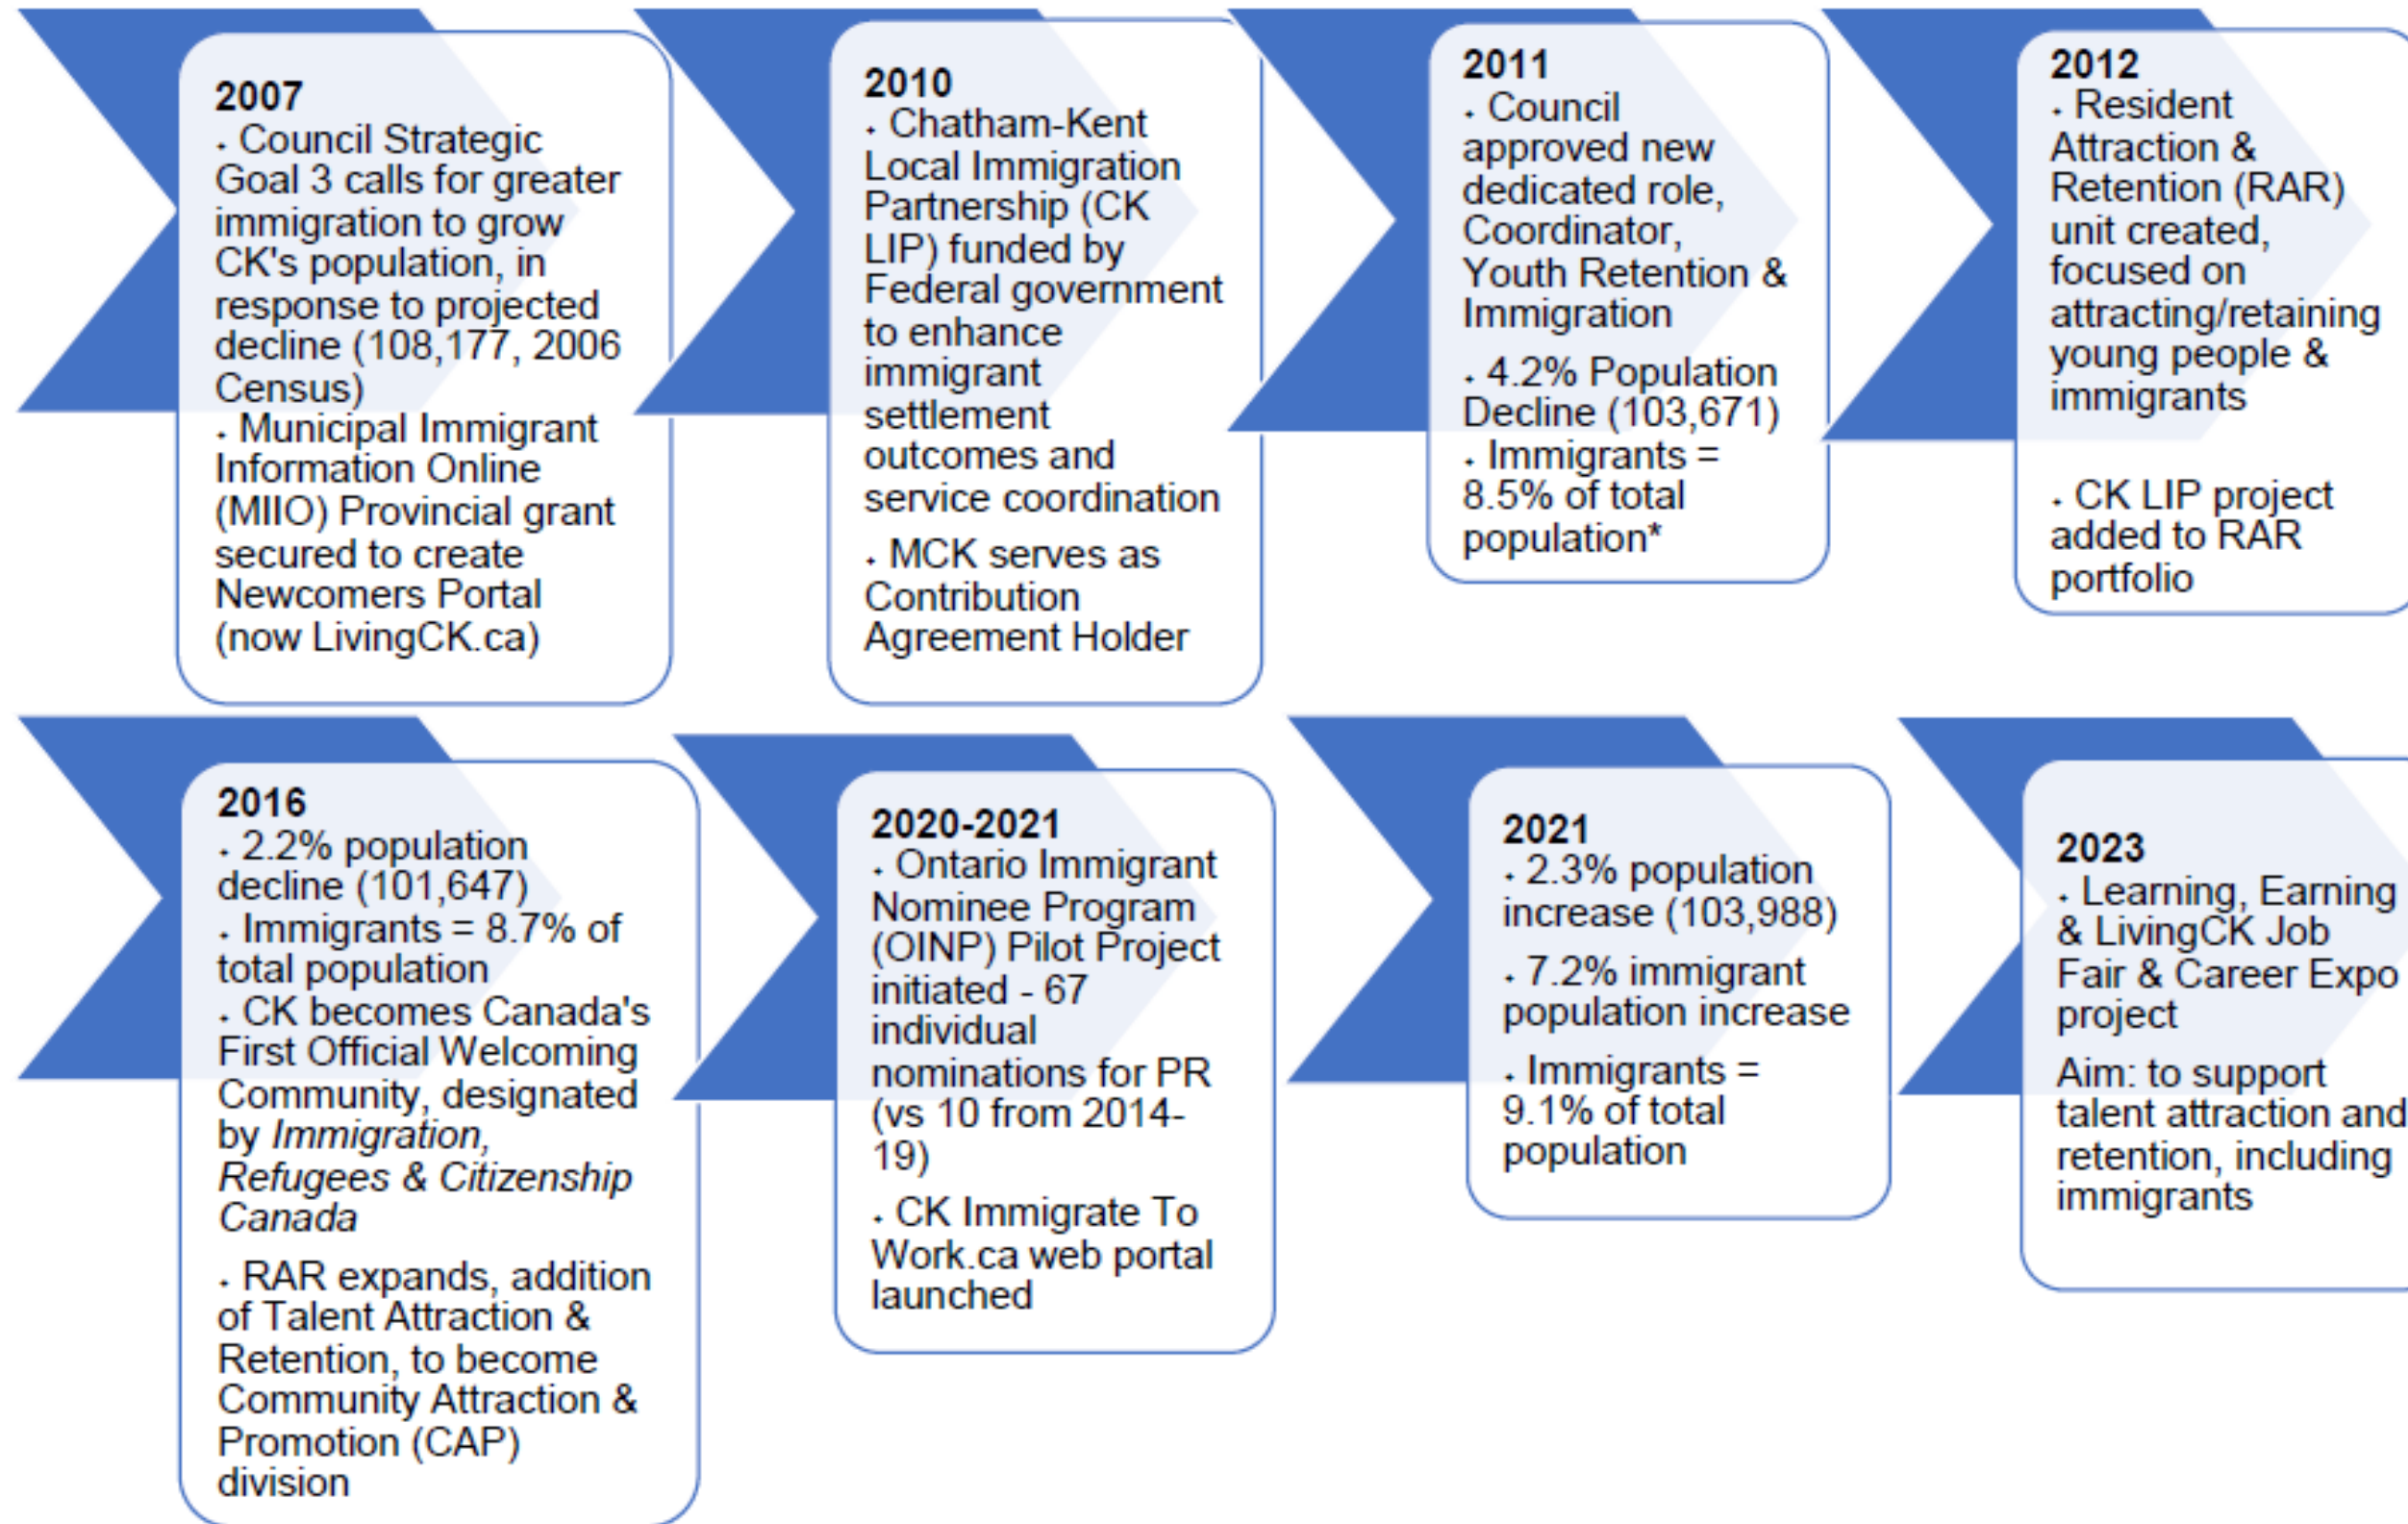 2007
· Council Strategic
Goal 3 calls for greater
immigration to grow
CK's population, in
response to projected
decline (108,177, 2006
Census)
· Municipal Immigrant
Information Online
(MIIO) Provincial grant
secured to create
Newcomers Portal
(now LivingCK.ca)
2010
· Chatham-Kent
Local Immigration
Partnership (CK
LIP) funded by
Federal government
to enhance
immigrant
settlement
outcomes and
service coordination
· MCK serves as
Contribution
Agreement Holder
2011
· Council
approved new
dedicated role,
Coordinator,
Youth Retention &
Immigration
· 4.2% Population
Decline (103,671)
· Immigrants =
8.5% of total
population*
2012
· Resident
Attraction &
Retention (RAR)
unit created,
focused on
attracting/retaining
young people &
immigrants
· CK LIP project
added to RAR
portfolio
2016
· 2.2% population
decline (101,647)
· Immigrants = 8.7% of
total population
· CK becomes Canada's
First Official Welcoming
Community, designated
by Immigration,
Refugees & Citizenship
Canada
· RAR expands, addition
of Talent Attraction &
Retention, to become
Community Attraction &
Promotion (CAP)
division
2020-2021
· Ontario Immigrant
Nominee Program
(OINP) Pilot Project
initiated - 67
individual
nominations for PR
(vs 10 from 2014-
19)
· CK Immigrate To
Work.ca web portal
launched
2021
· 2.3% population
increase (103,988)
· 7.2% immigrant
population increase
· Immigrants =
9.1% of total
population
2023
· Learning, Earning
& LivingCK Job
Fair & Career Expo
project
Aim: to support
talent attraction and
retention, including
immigrants